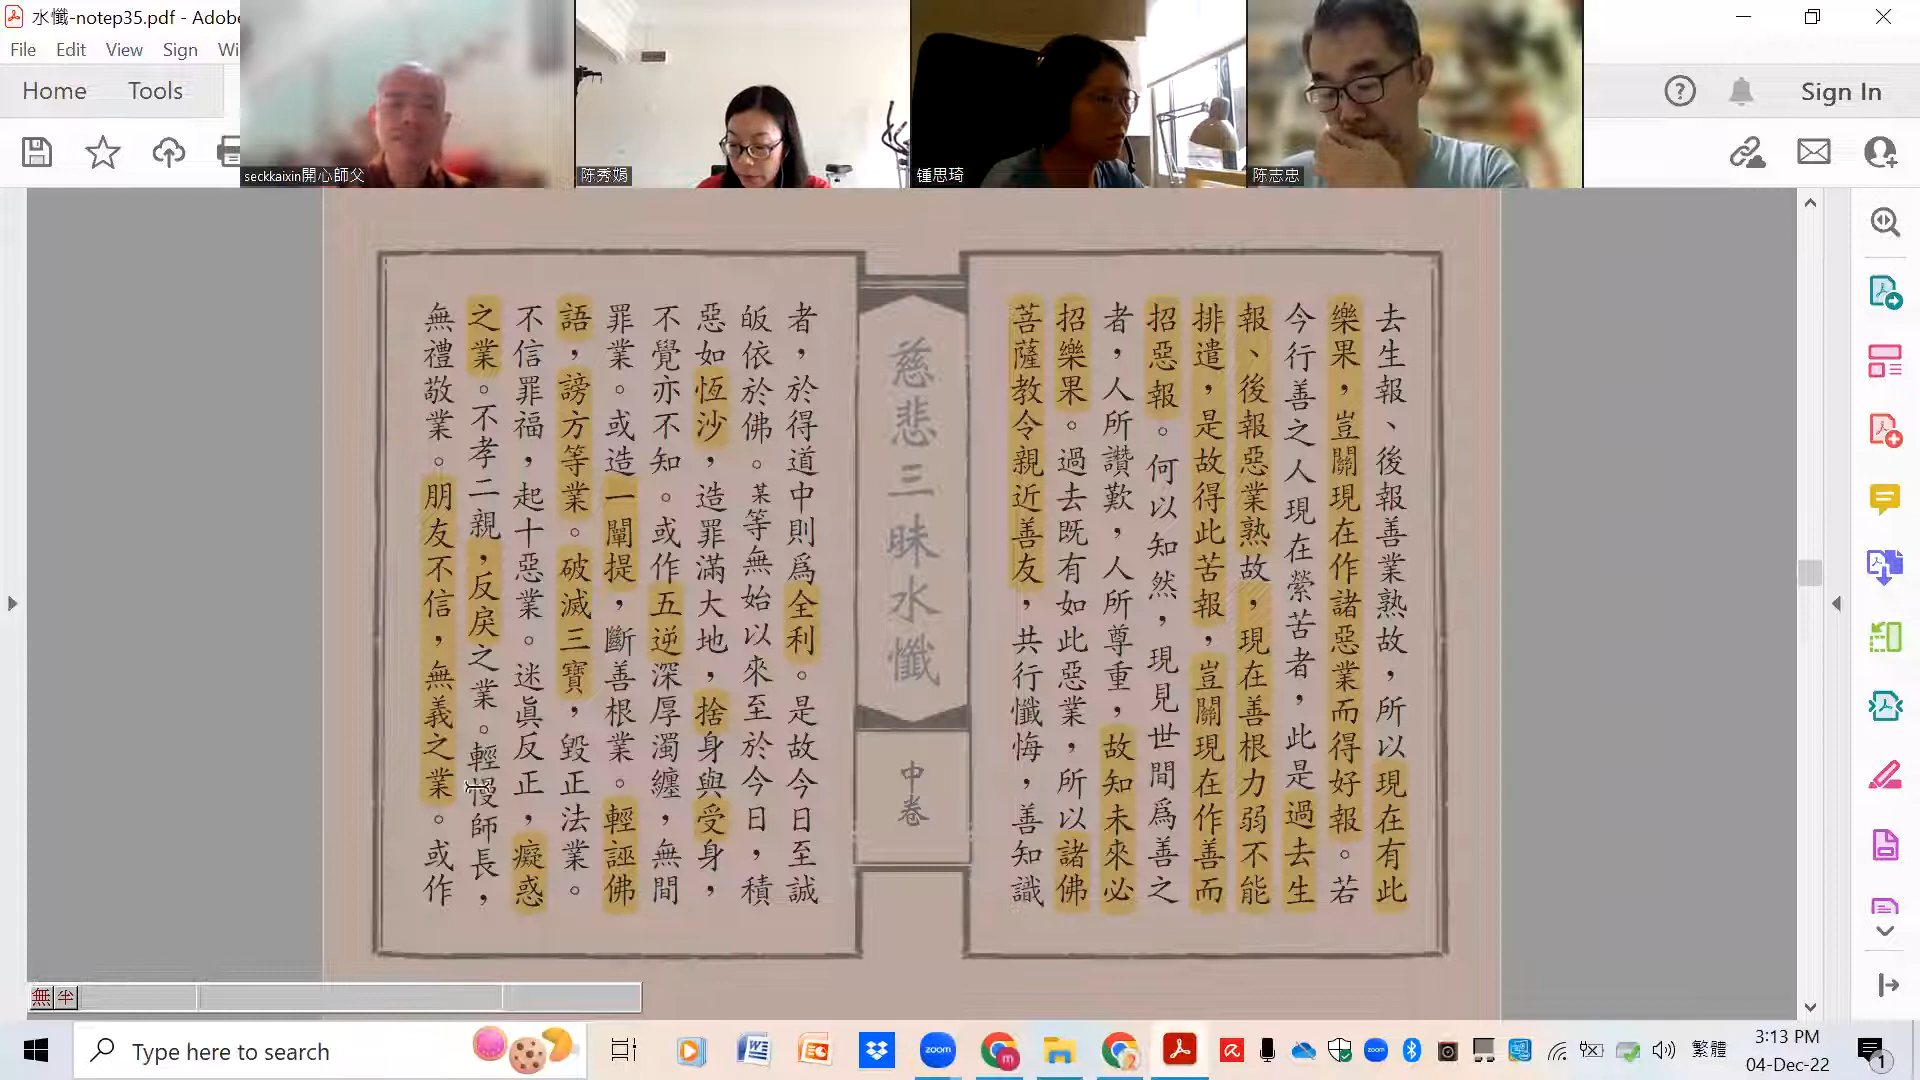 水懺-notep35.pdf - Adobe
File Edit View Sign Wi
Home Tools
Sign In
seckkaixin開心師父
陈秀娟
锺思琦
陈志忠
去生報、後報善業熟故，所以現在有此
樂果，豈關現在作諸惡業而得好報。若
今行善之人現在縈苦者，此是過去生
報、後報惡業熟故，現在善根力弱不能
排遣，是故得此苦報，豈關現在作善而
招惡報。何以知然，現見世間為善之
者，人所讚歎，人所尊重，故知未來必
招樂果。過去既有如此惡業，所以諸佛
菩薩教令親近善友，共行懺悔，善知識
慈悲三昧水懺
中卷
者，於得道中則為全利。是故今日至誠
皈依於佛。某等無始以來至於今日，積
惡如恆沙，造罪滿大地，捨身與受身，
不覺亦不知。或作五逆深厚濁纏，無間
罪業。或造一闡提，斷善根業。輕誣佛
語，謗方等業。破滅三寶，毀正法業。
不信罪福，起十惡業。迷真反正，癡惑
之業。不孝二親，反戾之業。輕慢師長，
無禮敬業。朋友不信，無義之業。或作
無半
Type here to search
zoom
zoom
繁體
3:13 PM
04-Dec-22
1